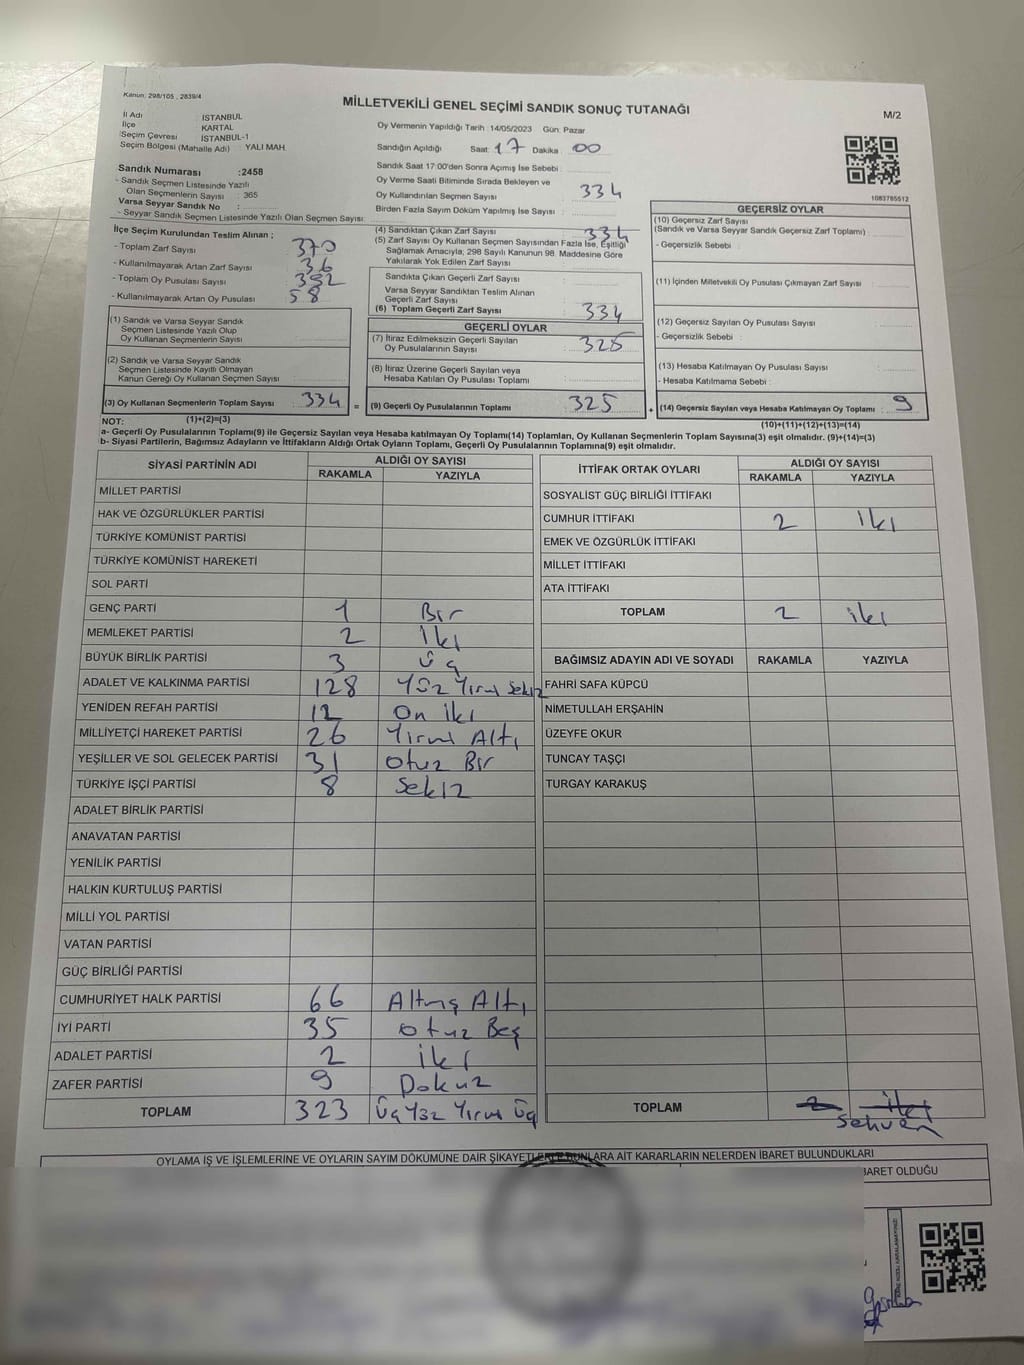 Kanun: 298/105 , 2839/4
MİLLETVEKİLİ GENEL SEÇİMİ SANDIK SONUÇ TUTANAĞI
M/2
İl Adı : İSTANBUL
İlçe : KARTAL
Seçim Çevresi : İSTANBUL-1
Seçim Bölgesi (Mahalle Adı) : YALI MAH.
Sandık Numarası :2458
- Sandık Seçmen Listesinde Yazılı
Olan Seçmenlerin Sayısı : 365
Varsa Seyyar Sandık No :
- Seyyar Sandık Seçmen Listesinde Yazılı Olan Seçmen Sayısı:
Oy Vermenin Yapıldığı Tarih : 14/05/2023 Gün: Pazar
Sandığın Açıldığı Saat: 17 Dakika: 00
Sandık Saat 17:00'den Sonra Açımış İse Sebebi :
Oy Verme Saati Bitiminde Sırada Bekleyen ve
Oy Kullandırılan Seçmen Sayısı : 334
Birden Fazla Sayım Döküm Yapılmış İse Sayısı :
1083785512
İlçe Seçim Kurulundan Teslim Alınan ;
- Toplam Zarf Sayısı : 370
- Kullanılmayarak Artan Zarf Sayısı : 36
- Toplam Oy Pusulası Sayısı : 392
- Kullanılmayarak Artan Oy Pusulası : 58
(4) Sandıktan Çıkan Zarf Sayısı : 334
(5) Zarf Sayısı Oy Kullanan Seçmen Sayısından Fazla İse, Eşitliği
Sağlamak Amacıyla, 298 Sayılı Kanunun 98. Maddesine Göre
Yakılarak Yok Edilen Zarf Sayısı :
Sandıkta Çıkan Geçerli Zarf Sayısı :
Varsa Seyyar Sandıktan Teslim Alınan
Geçerli Zarf Sayısı :
(6) Toplam Geçerli Zarf Sayısı : 334
GEÇERSİZ OYLAR
(10) Geçersiz Zarf Sayısı
(Sandık ve Varsa Seyyar Sandık Geçersiz Zarf Toplamı) :
- Geçersizlik Sebebi :
(11) İçinden Milletvekili Oy Pusulası Çıkmayan Zarf Sayısı :
(12) Geçersiz Sayılan Oy Pusulası Sayısı :
- Geçersizlik Sebebi :
(13) Hesaba Katılmayan Oy Pusulası Sayısı :
- Hesaba Katılmama Sebebi :
(1) Sandık ve Varsa Seyyar Sandık
Seçmen Listesinde Yazılı Olup
Oy Kullanan Seçmenlerin Sayısı :
(2) Sandık ve Varsa Seyyar Sandık
Seçmen Listesinde Kayıtlı Olmayan
Kanun Gereği Oy Kullanan Seçmen Sayısı :
GEÇERLİ OYLAR
(7) İtiraz Edilmeksizin Geçerli Sayılan
Oy Pusulalarının Sayısı : 325
(8) İtiraz Üzerine Geçerli Sayılan veya
Hesaba Katılan Oy Pusulası Toplamı :
(3) Oy Kullanan Seçmenlerin Toplam Sayısı : 334 = (9) Geçerli Oy Pusulalarının Toplamı : 325 + (14) Geçersiz Sayılan veya Hesaba Katılmayan Oy Toplamı : 9
NOT: (1)+(2)=(3) (10)+(11)+(12)+(13)=(14)
a- Geçerli Oy Pusulalarının Toplamı(9) ile Geçersiz Sayılan veya Hesaba katılmayan Oy Toplamı(14) Toplamları, Oy Kullanan Seçmenlerin Toplam Sayısına(3) eşit olmalıdır. (9)+(14)=(3)
b- Siyasi Partilerin, Bağımsız Adayların ve İttifakların Aldığı Ortak Oyların Toplamı, Geçerli Oy Pusulalarının Toplamına(9) eşit olmalıdır.
SİYASİ PARTİNİN ADI ALDIĞI OY SAYISI
RAKAMLA YAZIYLA
MİLLET PARTİSİ
HAK VE ÖZGÜRLÜKLER PARTİSİ
TÜRKİYE KOMÜNİST PARTİSİ
TÜRKİYE KOMÜNİST HAREKETİ
SOL PARTİ
GENÇ PARTİ 1 Bir
MEMLEKET PARTİSİ 2 İki
BÜYÜK BİRLİK PARTİSİ 3 Üç
ADALET VE KALKINMA PARTİSİ 128 Yüz Yirmi Sekiz
YENİDEN REFAH PARTİSİ 12 On iki
MİLLİYETÇİ HAREKET PARTİSİ 26 Yirmi Altı
YEŞİLLER VE SOL GELECEK PARTİSİ 31 Otuz Bir
TÜRKİYE İŞÇİ PARTİSİ 8 Sekiz
ADALET BİRLİK PARTİSİ
ANAVATAN PARTİSİ
YENİLİK PARTİSİ
HALKIN KURTULUŞ PARTİSİ
MİLLİ YOL PARTİSİ
VATAN PARTİSİ
GÜÇ BİRLİĞİ PARTİSİ
CUMHURİYET HALK PARTİSİ 66 Altmış Altı
İYİ PARTİ 35 Otuz Beş
ADALET PARTİSİ 2 iki
ZAFER PARTİSİ 9 Dokuz
TOPLAM 323 Üç Yüz Yirmi Üç
İTTİFAK ORTAK OYLARI ALDIĞI OY SAYISI
RAKAMLA YAZIYLA
SOSYALİST GÜÇ BİRLİĞİ İTTİFAKI
CUMHUR İTTİFAKI 2 İki
EMEK VE ÖZGÜRLÜK İTTİFAKI
MİLLET İTTİFAKI
ATA İTTİFAKI
TOPLAM 2 iki
BAĞIMSIZ ADAYIN ADI VE SOYADI RAKAMLA YAZIYLA
FAHRİ SAFA KÜPCÜ
NİMETULLAH ERŞAHİN
ÜZEYFE OKUR
TUNCAY TAŞÇI
TURGAY KARAKUŞ
TOPLAM 2 iki
Sehven
OYLAMA İŞ VE İŞLEMLERİNE VE OYLARIN SAYIM DÖKÜMÜNE DAİR ŞİKAYETLERLE BUNLARA AİT KARARLARIN NELERDEN İBARET BULUNDUKLARI
BARET OLDUĞU